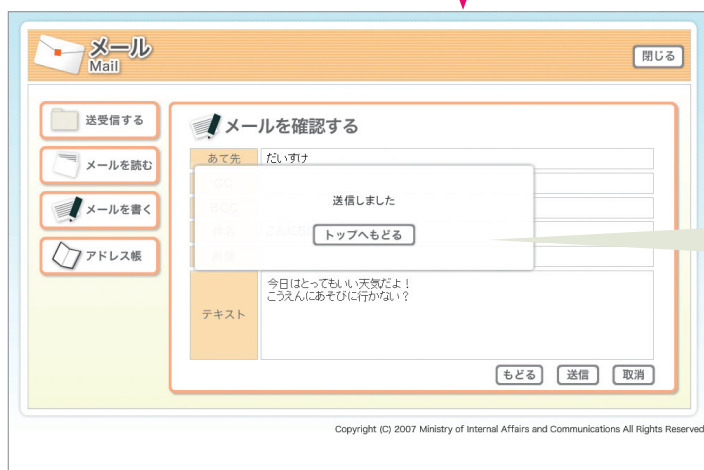 メール
Mail
閉じる
送受信する
メールを読む
メールを書く
アドレス帳
メールを確認する
あて先 だいすけ
送信しました
トップへもどる
テキスト
今日はとってもいい天気だよ！
こうえんにあそびに行かない？
もどる 送信 取消
Copyright (C) 2007 Ministry of Internal Affairs and Communications All Rights Reserved